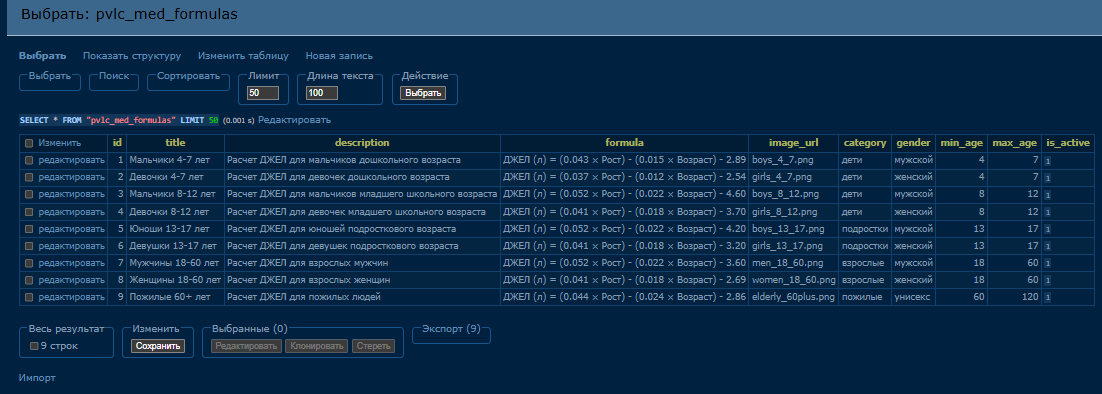 Выбрать: pvlc_med_formulas
Выбрать Показать структуру Изменить таблицу Новая запись
Выбрать Поиск Сортировать Лимит Длина текста Действие
50 100 Выбрать
SELECT * FROM "pvlc_med_formulas" LIMIT 50 (0.001 s) Редактировать
Изменить id title description formula image_url category gender min_age max_age is_active
редактировать 1 Мальчики 4-7 лет Расчет ДЖЕЛ для мальчиков дошкольного возраста ДЖЕЛ (л) = (0.043 × Рост) - (0.015 × Возраст) - 2.89 boys_4_7.png дети мужской 4 7 1
редактировать 2 Девочки 4-7 лет Расчет ДЖЕЛ для девочек дошкольного возраста ДЖЕЛ (л) = (0.037 × Рост) - (0.012 × Возраст) - 2.54 girls_4_7.png дети женский 4 7 1
редактировать 3 Мальчики 8-12 лет Расчет ДЖЕЛ для мальчиков младшего школьного возраста ДЖЕЛ (л) = (0.052 × Рост) - (0.022 × Возраст) - 4.60 boys_8_12.png дети мужской 8 12 1
редактировать 4 Девочки 8-12 лет Расчет ДЖЕЛ для девочек младшего школьного возраста ДЖЕЛ (л) = (0.041 × Рост) - (0.018 × Возраст) - 3.70 girls_8_12.png дети женский 8 12 1
редактировать 5 Юноши 13-17 лет Расчет ДЖЕЛ для юношей подросткового возраста ДЖЕЛ (л) = (0.052 × Рост) - (0.022 × Возраст) - 4.20 boys_13_17.png подростки мужской 13 17 1
редактировать 6 Девушки 13-17 лет Расчет ДЖЕЛ для девушек подросткового возраста ДЖЕЛ (л) = (0.041 × Рост) - (0.018 × Возраст) - 3.20 girls_13_17.png подростки женский 13 17 1
редактировать 7 Мужчины 18-60 лет Расчет ДЖЕЛ для взрослых мужчин ДЖЕЛ (л) = (0.052 × Рост) - (0.022 × Возраст) - 3.60 men_18_60.png взрослые мужской 18 60 1
редактировать 8 Женщины 18-60 лет Расчет ДЖЕЛ для взрослых женщин ДЖЕЛ (л) = (0.041 × Рост) - (0.018 × Возраст) - 2.69 women_18_60.png взрослые женский 18 60 1
редактировать 9 Пожилые 60+ лет Расчет ДЖЕЛ для пожилых людей ДЖЕЛ (л) = (0.044 × Рост) - (0.024 × Возраст) - 2.86 elderly_60plus.png пожилые унисекс 60 120 1
Весь результат Изменить Выбранные (0) Экспорт (9)
9 строк Сохранить Редактировать Клонировать Стереть
Импорт